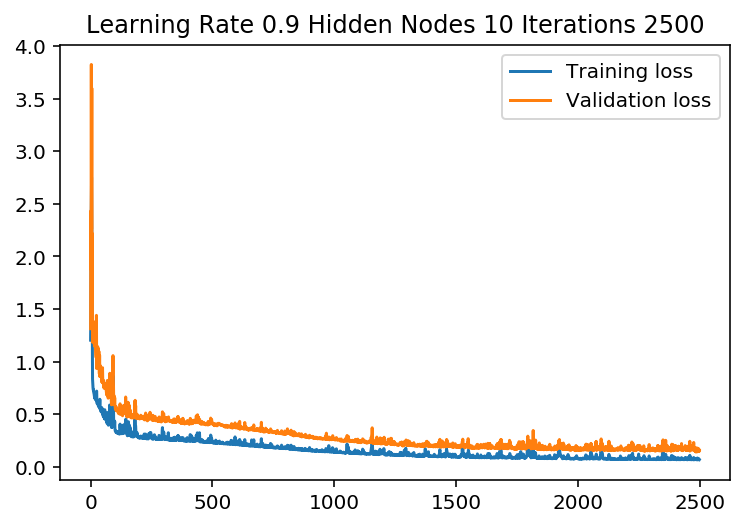 Learning Rate 0.9 Hidden Nodes 10 Iterations 2500
4.0
3.5
3.0
2.5
2.0
1.5
1.0
0.5
0.0
Training loss
Validation loss
0 500 1000 1500 2000 2500